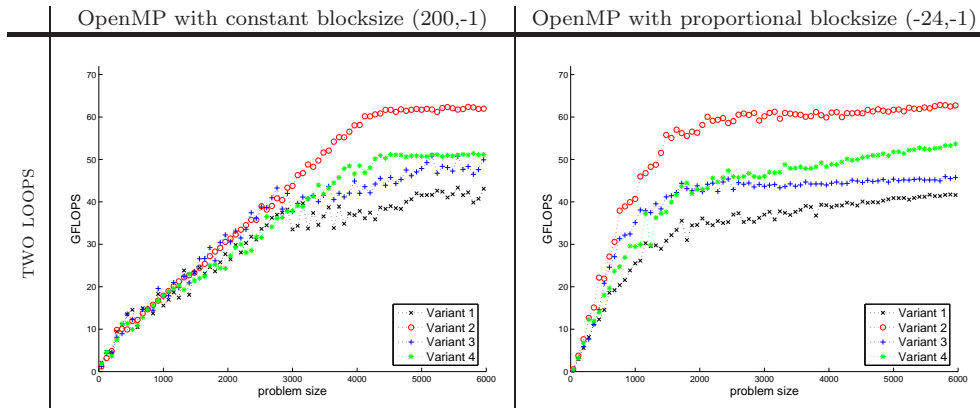 OpenMP with constant blocksize (200,-1)
OpenMP with proportional blocksize (-24,-1)
TWO LOOPS
70
60
50
40
30
20
10
0
GFLOPS
0
1000
2000
3000
4000
5000
6000
problem size
Variant 1
Variant 2
Variant 3
Variant 4
70
60
50
40
30
20
10
0
GFLOPS
0
1000
2000
3000
4000
5000
6000
problem size
Variant 1
Variant 2
Variant 3
Variant 4